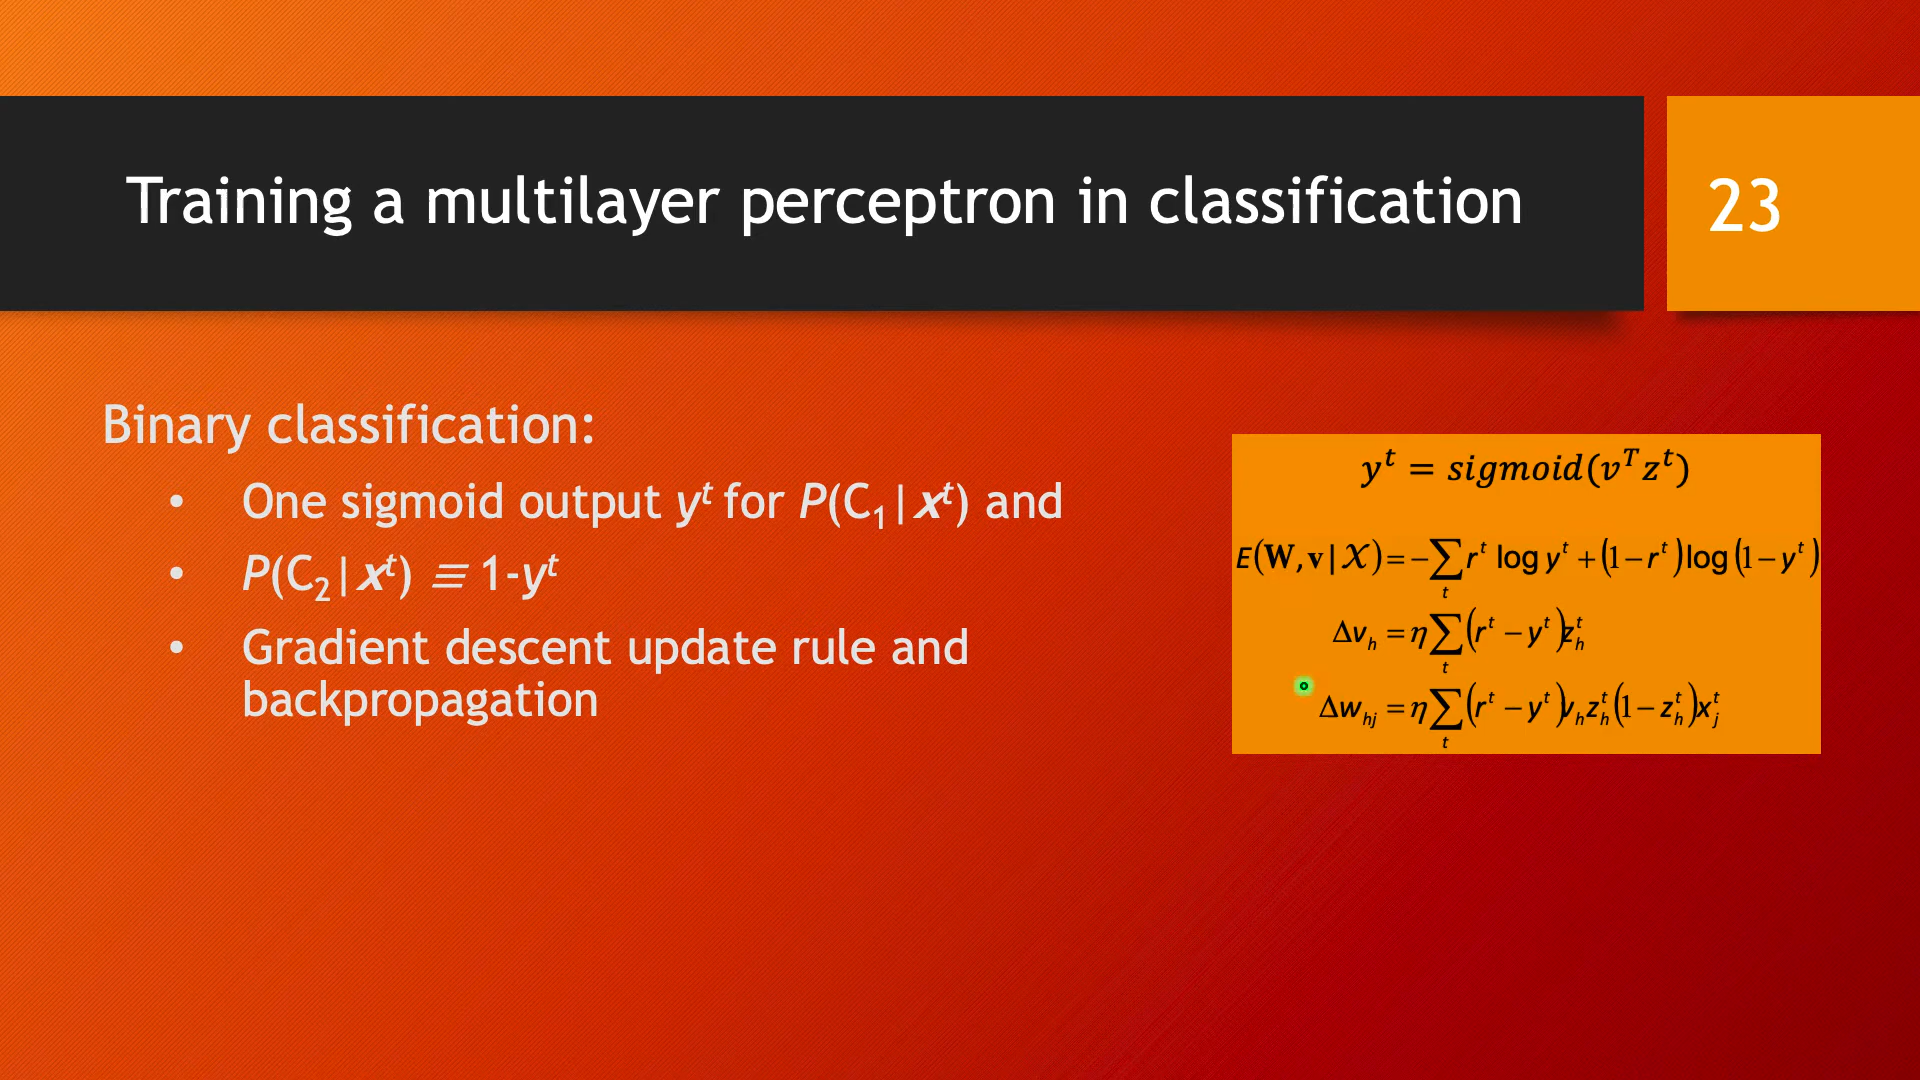 Training a multilayer perceptron in classification
23
Binary classification:
• One sigmoid output yᵗ for P(C₁|xᵗ) and
• P(C₂|xᵗ) ≡ 1-yᵗ
• Gradient descent update rule and
backpropagation
yᵗ = sigmoid(vᵀzᵗ)
E(W,v|𝒳) = −∑ₜ rᵗ log yᵗ + (1 − rᵗ) log (1 − yᵗ)
Δvₕ = η∑ₜ (rᵗ − yᵗ)zₕᵗ
Δwₕⱼ = η∑ₜ (rᵗ − yᵗ)vₕzₕᵗ(1 − zₕᵗ)xⱼᵗ